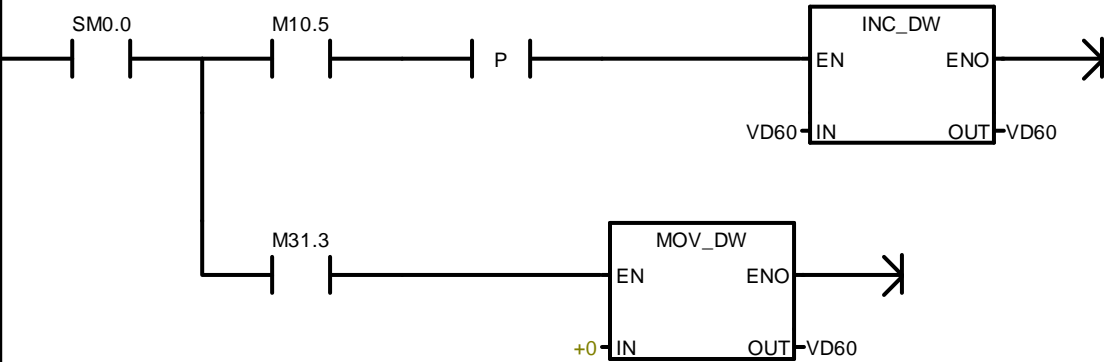 SM0.0 M10.5 INC_DW
P EN ENO
VD60 IN OUT VD60
M31.3 MOV_DW
EN ENO
+0 IN OUT VD60